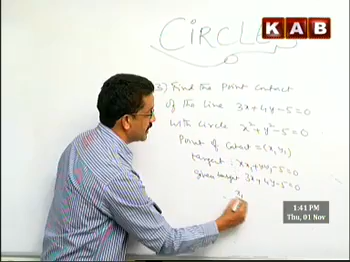 KAB
CIRCLES
3) Find the Point Contact
of the Line 3x+4y-5=0
with circle x²+y²-5=0
Point of Contact = (x₁, y₁)
tangent : xx₁+yy₁-5=0
given tangent 3x+4y-5=0
x₁
1:41 PM
Thu, 01 Nov